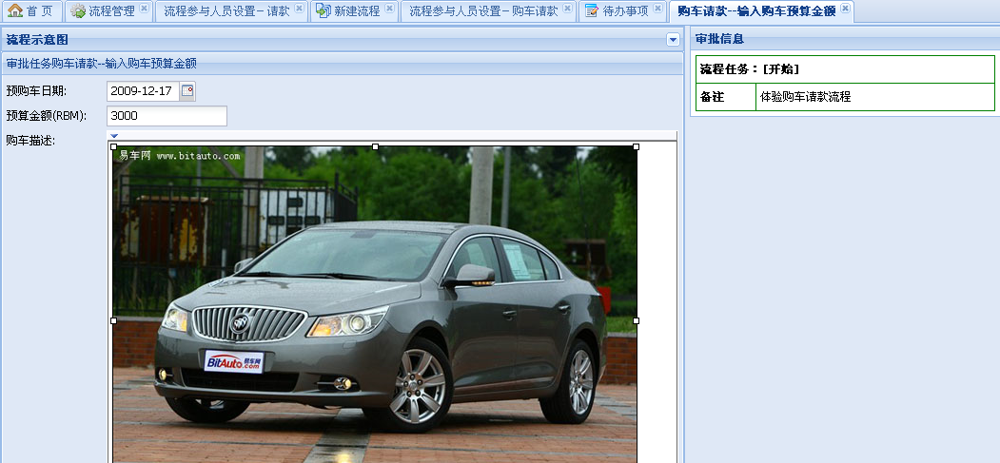 首 页
流程管理
流程参与人员设置－请款
新建流程
流程参与人员设置－购车请款
待办事项
购车请款--输入购车预算金额
流程示意图
审批任务购车请款--输入购车预算金额
预购车日期:
2009-12-17
预算金额(RBM):
3000
购车描述:
易车网 www.bitauto.com
BitAuto 易车网
.com
审批信息
流程任务：[开始]
备注
体验购车请款流程